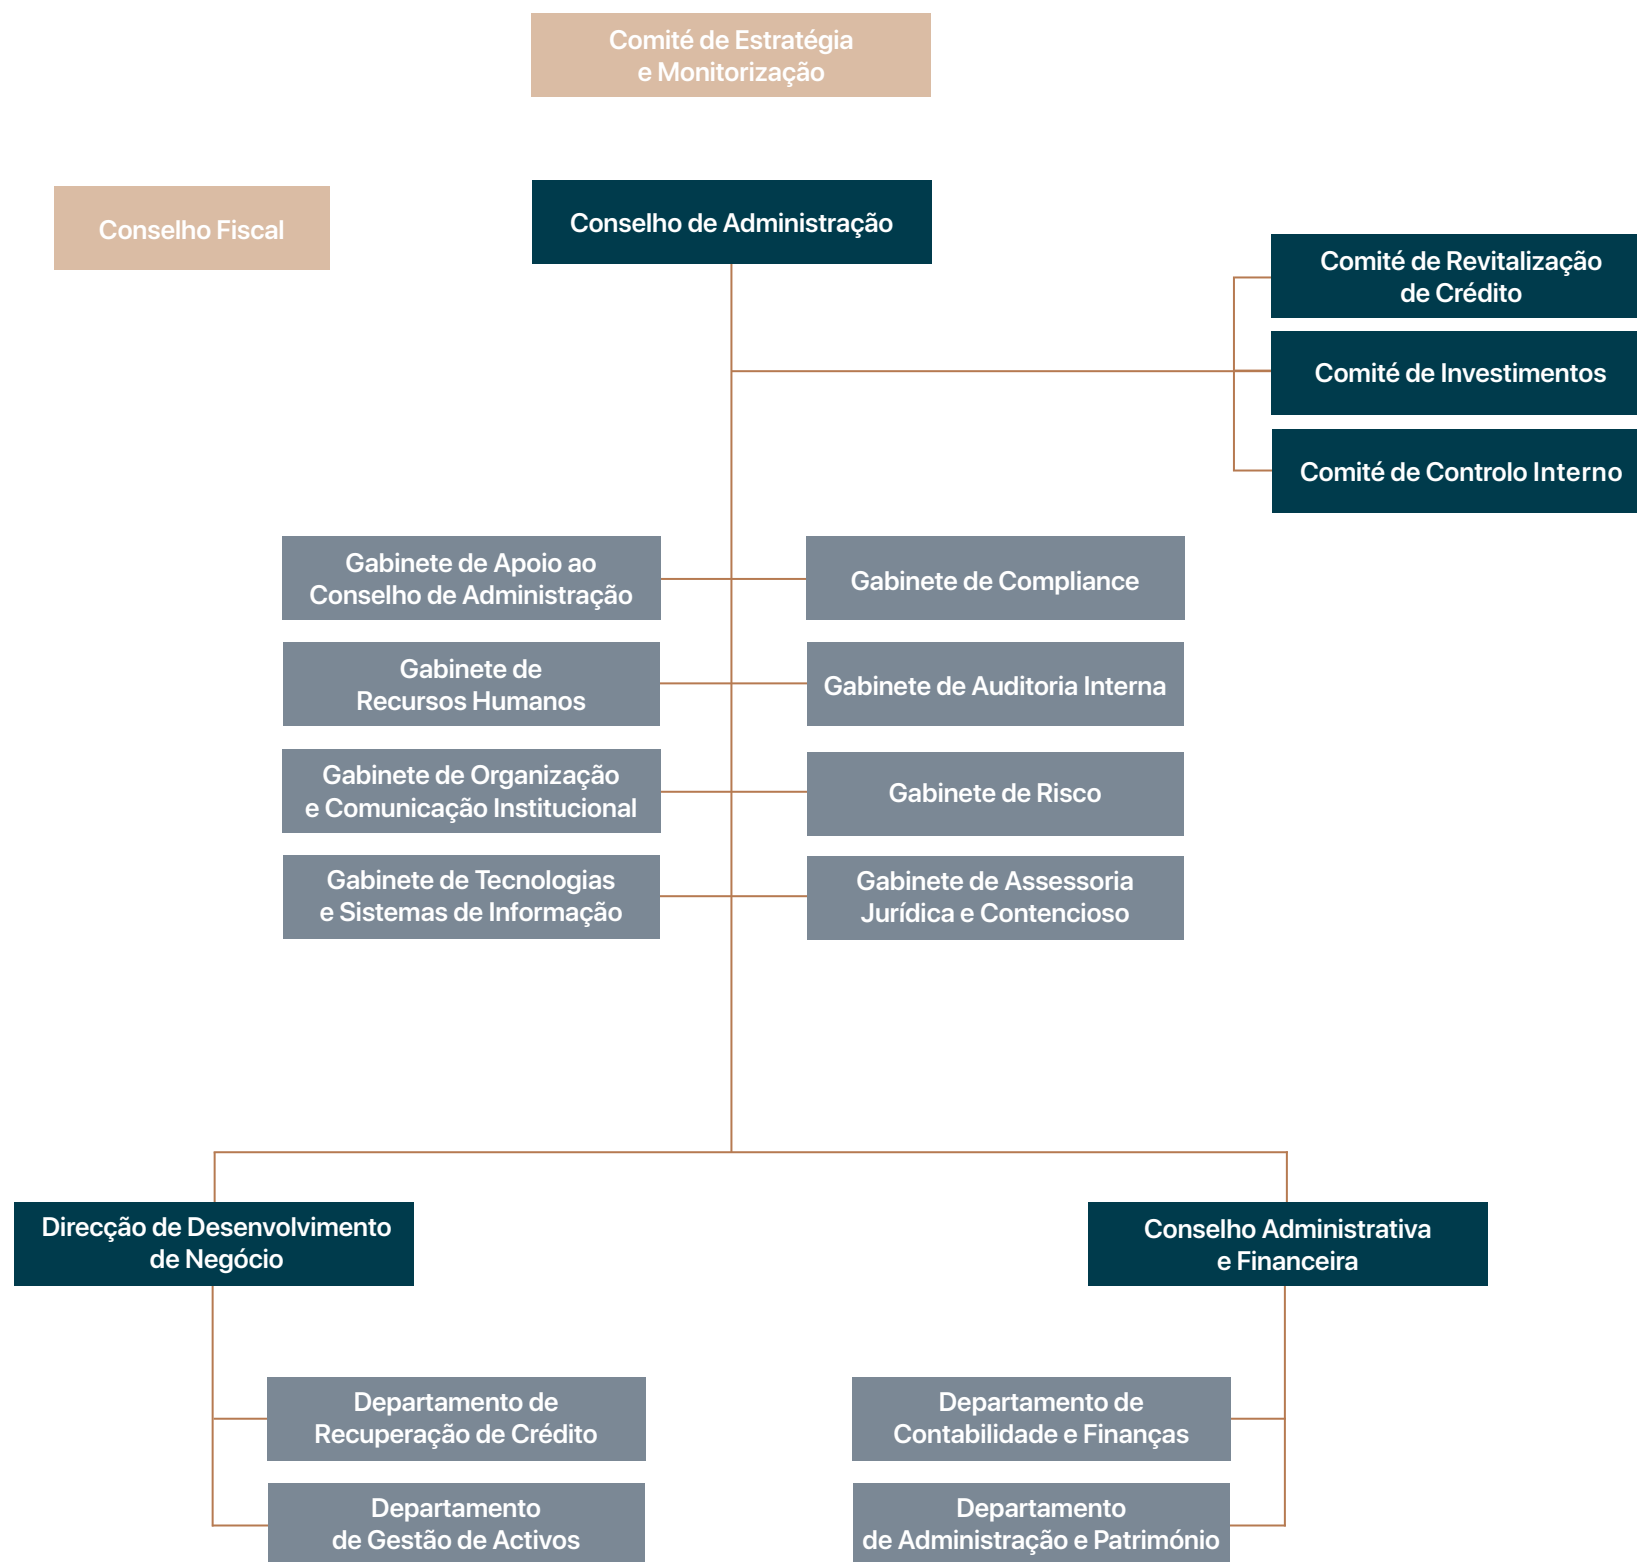 Comité de Estratégia
e Monitorização
Conselho Fiscal
Conselho de Administração
Comité de Revitalização
de Crédito
Comité de Investimentos
Comité de Controlo Interno
Gabinete de Apoio ao
Conselho de Administração
Gabinete de Compliance
Gabinete de
Recursos Humanos
Gabinete de Auditoria Interna
Gabinete de Organização
e Comunicação Institucional
Gabinete de Risco
Gabinete de Tecnologias
e Sistemas de Informação
Gabinete de Assessoria
Jurídica e Contencioso
Direcção de Desenvolvimento
de Negócio
Conselho Administrativa
e Financeira
Departamento de
Recuperação de Crédito
Departamento de
Contabilidade e Finanças
Departamento
de Gestão de Activos
Departamento
de Administração e Património